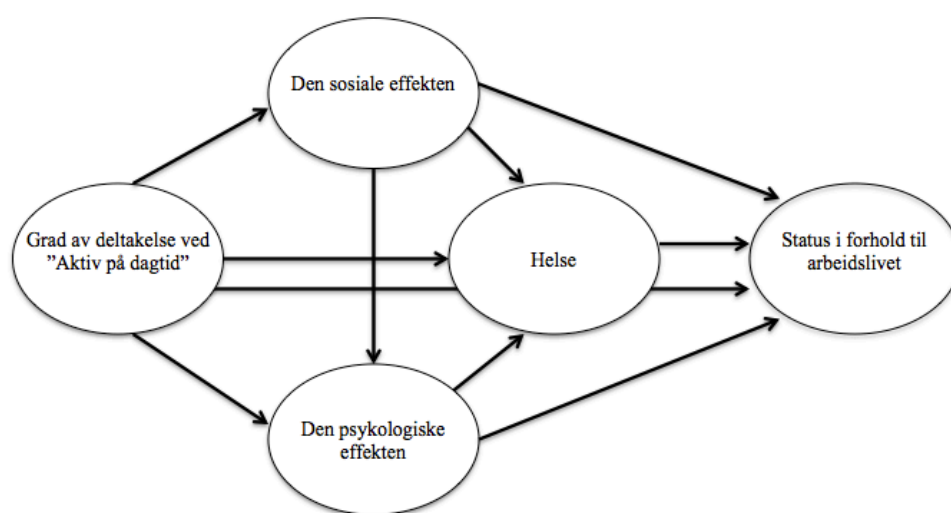 Den sosiale effekten
Grad av deltakelse ved
”Aktiv på dagtid”
Helse
Status i forhold til
arbeidslivet
Den psykologiske
effekten